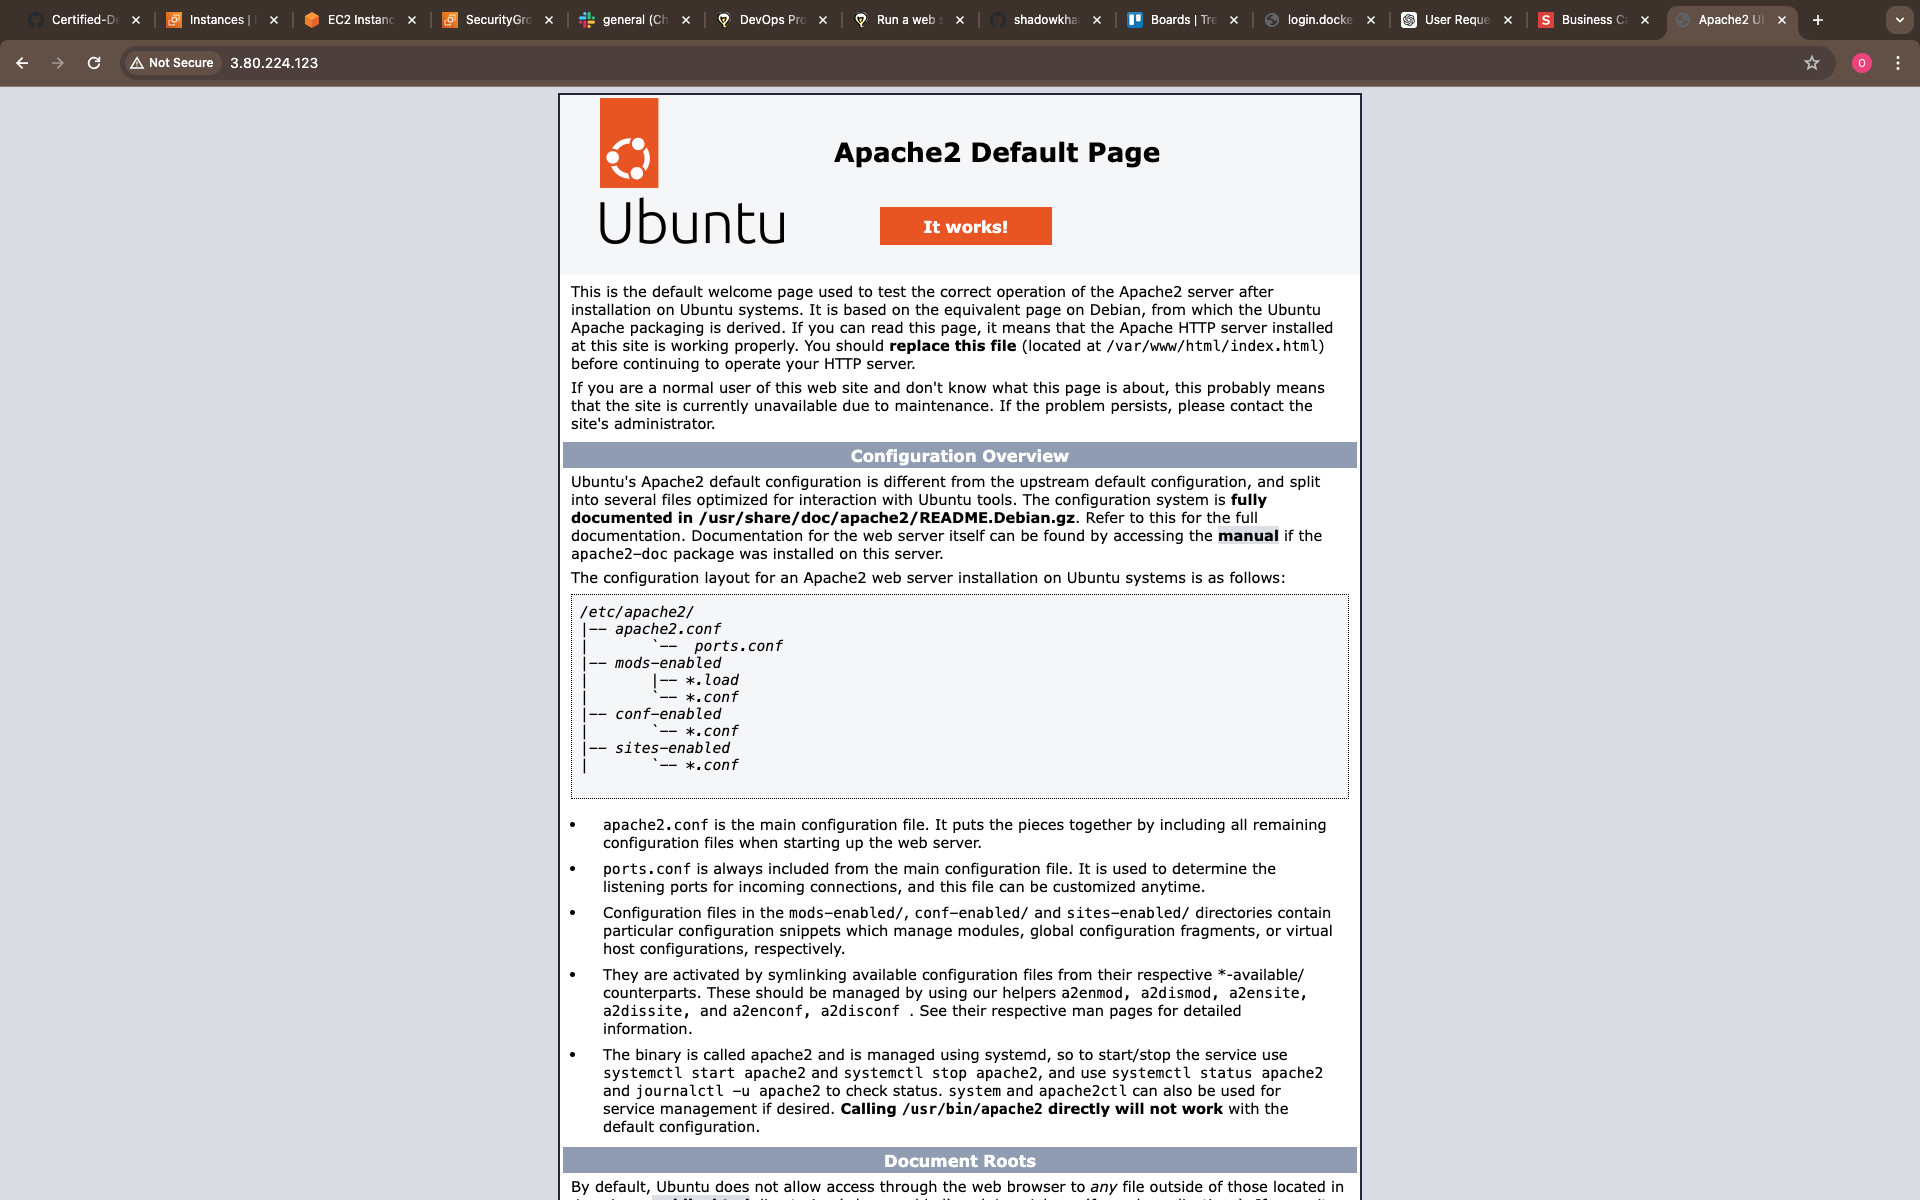 Certified-De
Instances |
EC2 Instanc
SecurityGro
general (Ch
DevOps Pro
Run a web s
shadowkha
Boards | Tre
login.docke
User Reque
Business Ca
Apache2 Ub
Not Secure 3.80.224.123
O
Apache2 Default Page
Ubuntu
It works!
This is the default welcome page used to test the correct operation of the Apache2 server after
installation on Ubuntu systems. It is based on the equivalent page on Debian, from which the Ubuntu
Apache packaging is derived. If you can read this page, it means that the Apache HTTP server installed
at this site is working properly. You should replace this file (located at /var/www/html/index.html)
before continuing to operate your HTTP server.
If you are a normal user of this web site and don't know what this page is about, this probably means
that the site is currently unavailable due to maintenance. If the problem persists, please contact the
site's administrator.
Configuration Overview
Ubuntu's Apache2 default configuration is different from the upstream default configuration, and split
into several files optimized for interaction with Ubuntu tools. The configuration system is fully
documented in /usr/share/doc/apache2/README.Debian.gz. Refer to this for the full
documentation. Documentation for the web server itself can be found by accessing the manual if the
apache2-doc package was installed on this server.
The configuration layout for an Apache2 web server installation on Ubuntu systems is as follows:
/etc/apache2/
|-- apache2.conf
|       `--  ports.conf
|-- mods-enabled
|       |-- *.load
|       `-- *.conf
|-- conf-enabled
|       `-- *.conf
|-- sites-enabled
|       `-- *.conf
• apache2.conf is the main configuration file. It puts the pieces together by including all remaining
configuration files when starting up the web server.
• ports.conf is always included from the main configuration file. It is used to determine the
listening ports for incoming connections, and this file can be customized anytime.
• Configuration files in the mods-enabled/, conf-enabled/ and sites-enabled/ directories contain
particular configuration snippets which manage modules, global configuration fragments, or virtual
host configurations, respectively.
• They are activated by symlinking available configuration files from their respective *-available/
counterparts. These should be managed by using our helpers a2enmod, a2dismod, a2ensite,
a2dissite, and a2enconf, a2disconf . See their respective man pages for detailed
information.
• The binary is called apache2 and is managed using systemd, so to start/stop the service use
systemctl start apache2 and systemctl stop apache2, and use systemctl status apache2
and journalctl -u apache2 to check status. system and apache2ctl can also be used for
service management if desired. Calling /usr/bin/apache2 directly will not work with the
default configuration.
Document Roots
By default, Ubuntu does not allow access through the web browser to any file outside of those located in